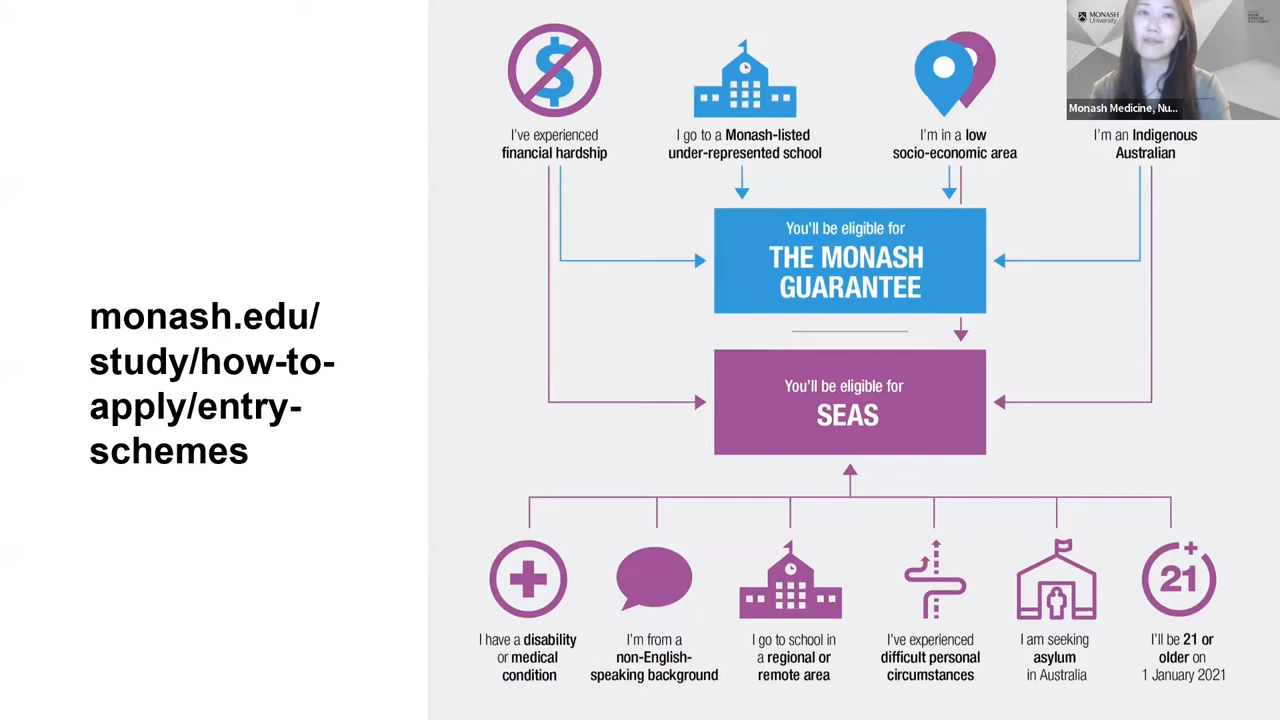 monash.edu/
study/how-to-
apply/entry-
schemes
MONASH
University
Monash Medicine, Nu...
I've experienced
financial hardship
I go to a Monash-listed
under-represented school
I'm in a low
socio-economic area
I'm an Indigenous
Australian
You'll be eligible for
THE MONASH
GUARANTEE
You'll be eligible for
SEAS
I have a disability
or medical
condition
I'm from a
non-English-
speaking background
I go to school in
a regional or
remote area
I've experienced
difficult personal
circumstances
I am seeking
asylum
in Australia
21
I'll be 21 or
older on
1 January 2021